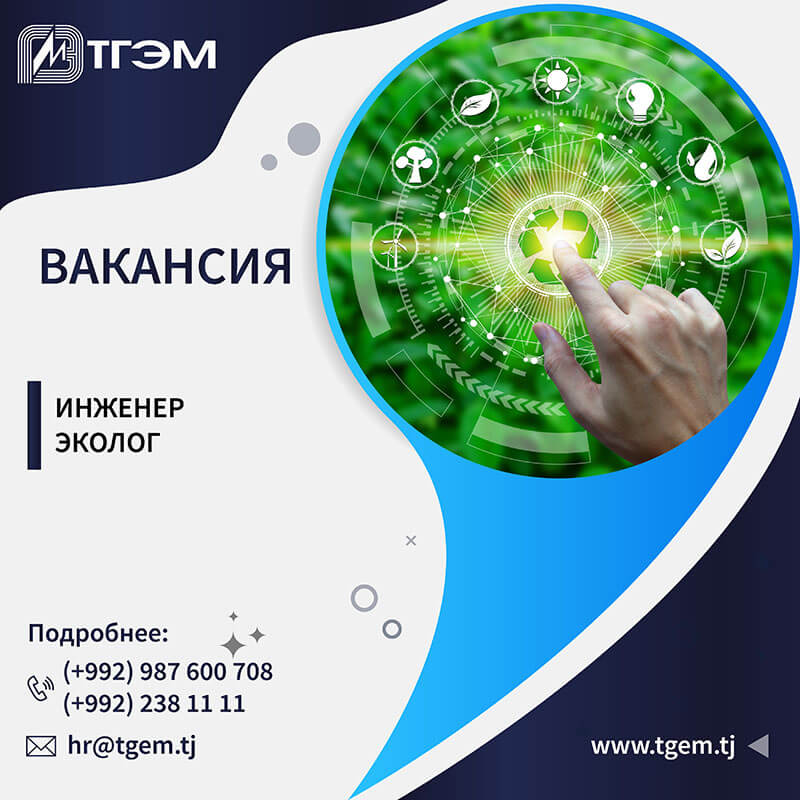 ТГЭМ
ВАКАНСИЯ
ИНЖЕНЕР
ЭКОЛОГ
Подробнее:
(+992) 987 600 708
(+992) 238 11 11
hr@tgem.tj
www.tgem.tj